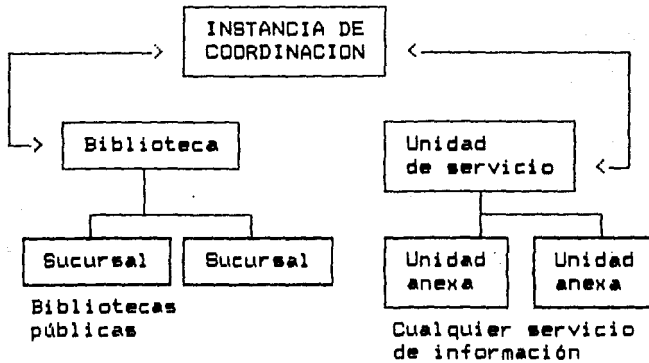 INSTANCIA DE
COORDINACION
Biblioteca
Unidad
de servicio
Sucursal
Sucursal
Unidad
anexa
Unidad
anexa
Bibliotecas
públicas
Cualquier servicio
de información